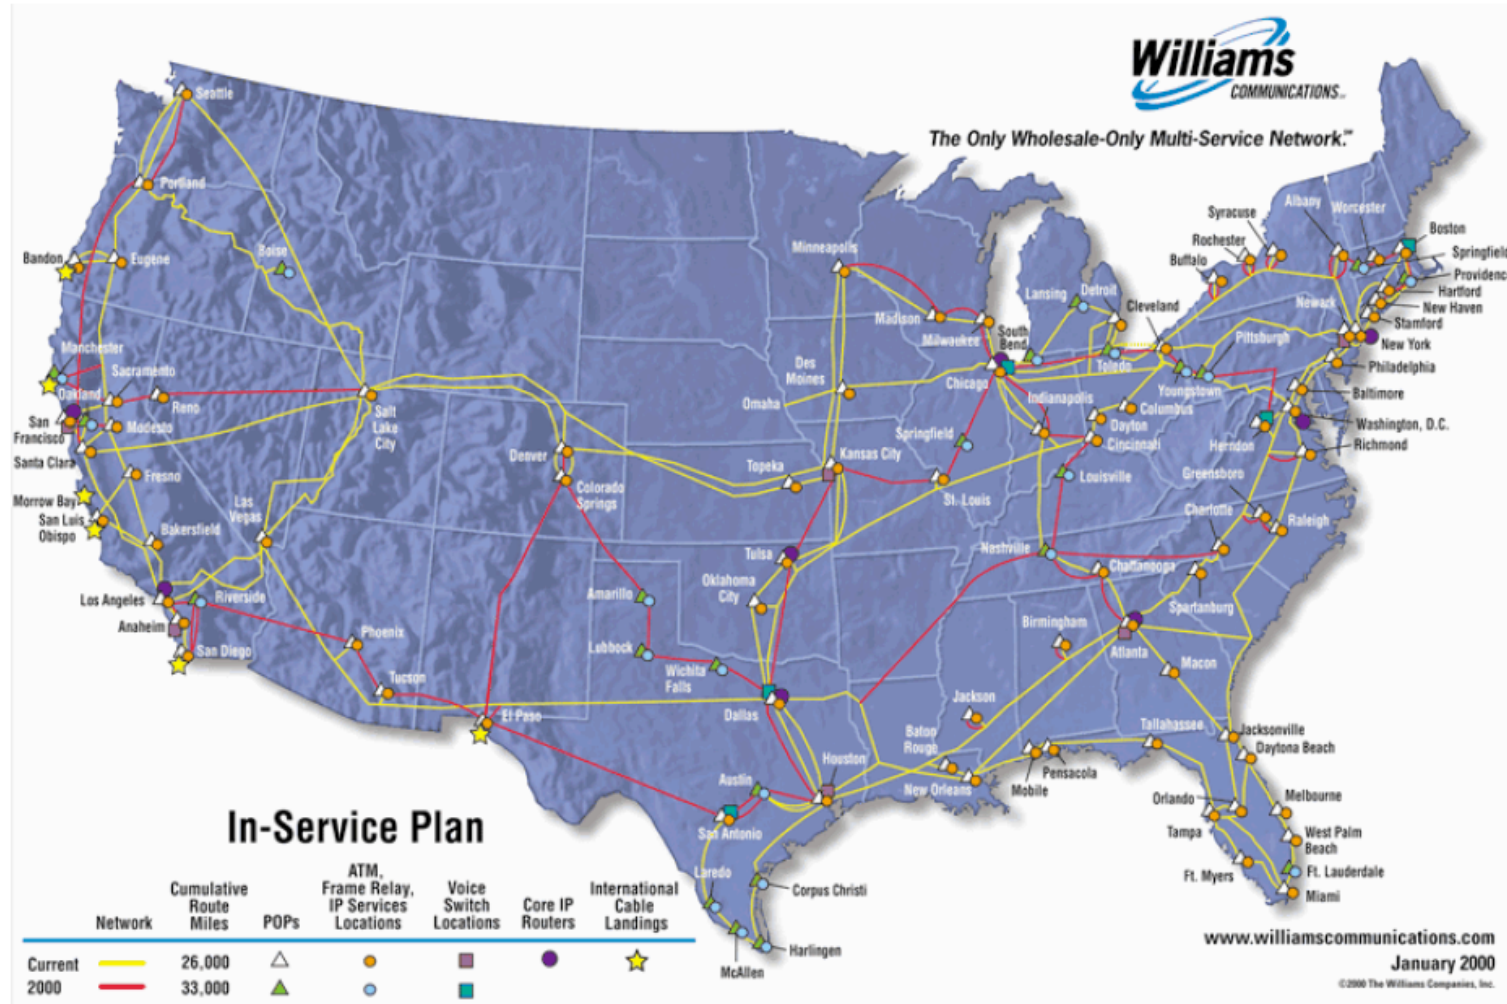 Williams
COMMUNICATIONS
The Only Wholesale-Only Multi-Service Network.℠
Seattle
Portland
Bandon
Eugene
Boise
Manchester
Sacramento
Oakland
Reno
San
Francisco
Modesto
Santa Clara
Fresno
Morrow Bay
San Luis
Obispo
Bakersfield
Las
Vegas
Los Angeles
Riverside
Anaheim
San Diego
Salt
Lake
City
Phoenix
Tucson
El Paso
Denver
Colorado
Springs
Amarillo
Lubbock
Wichita
Falls
Minneapolis
Madison
Milwaukee
Des
Moines
Omaha
Topeka
Kansas City
Springfield
St. Louis
Tulsa
Oklahoma
City
Dallas
Austin
Houston
San Antonio
Laredo
Corpus Christi
Harlingen
McAllen
South
Bend
Chicago
Lansing
Detroit
Toledo
Cleveland
Indianapolis
Youngstown
Pittsburgh
Columbus
Dayton
Cincinnati
Louisville
Nashville
Chattanooga
Birmingham
Atlanta
Macon
Jackson
Baton
Rouge
New Orleans
Mobile
Pensacola
Tallahassee
Jacksonville
Daytona Beach
Orlando
Tampa
Melbourne
West Palm
Beach
Ft. Myers
Ft. Lauderdale
Miami
Spartanburg
Charlotte
Greensboro
Raleigh
Herndon
Richmond
Washington, D.C.
Baltimore
Philadelphia
New York
Newark
Stamford
New Haven
Hartford
Providenc
Springfield
Boston
Worcester
Albany
Syracuse
Rochester
Buffalo
In-Service Plan
Network
Cumulative
Route
Miles
POPs
ATM,
Frame Relay,
IP Services
Locations
Voice
Switch
Locations
Core IP
Routers
International
Cable
Landings
Current 26,000
2000 33,000
www.williamscommunications.com
January 2000
©2000 The Williams Companies, Inc.